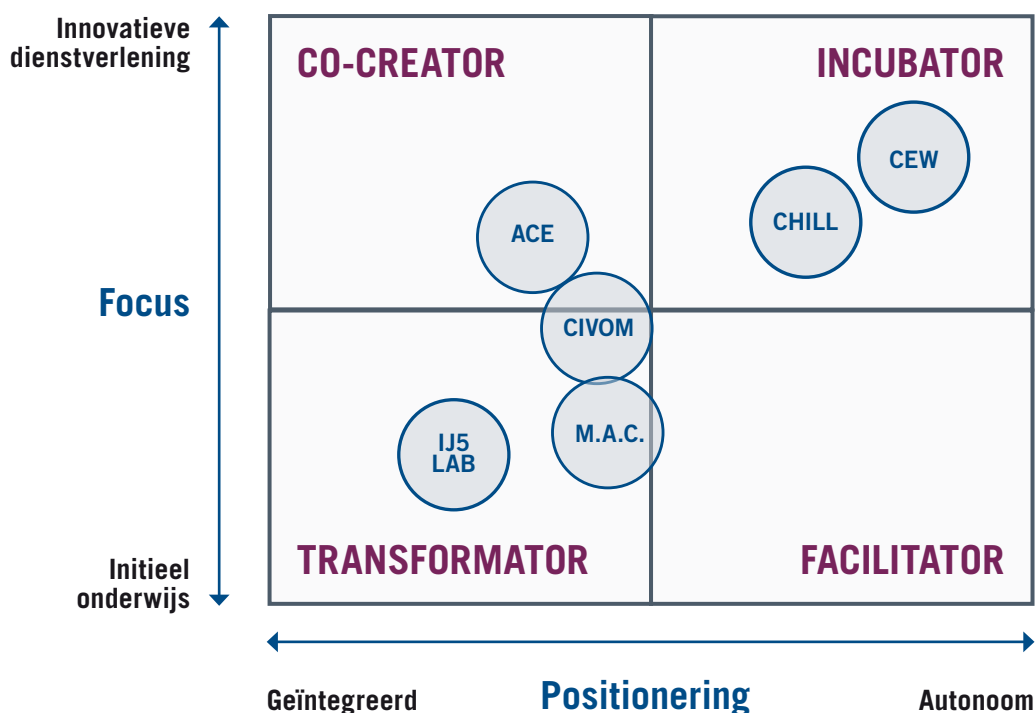 Innovatieve
dienstverlening
CO-CREATOR
INCUBATOR
CEW
CHILL
ACE
Focus
CIVOM
M.A.C.
IJ5
LAB
TRANSFORMATOR
FACILITATOR
Initieel
onderwijs
Geïntegreerd
Positionering
Autonoom